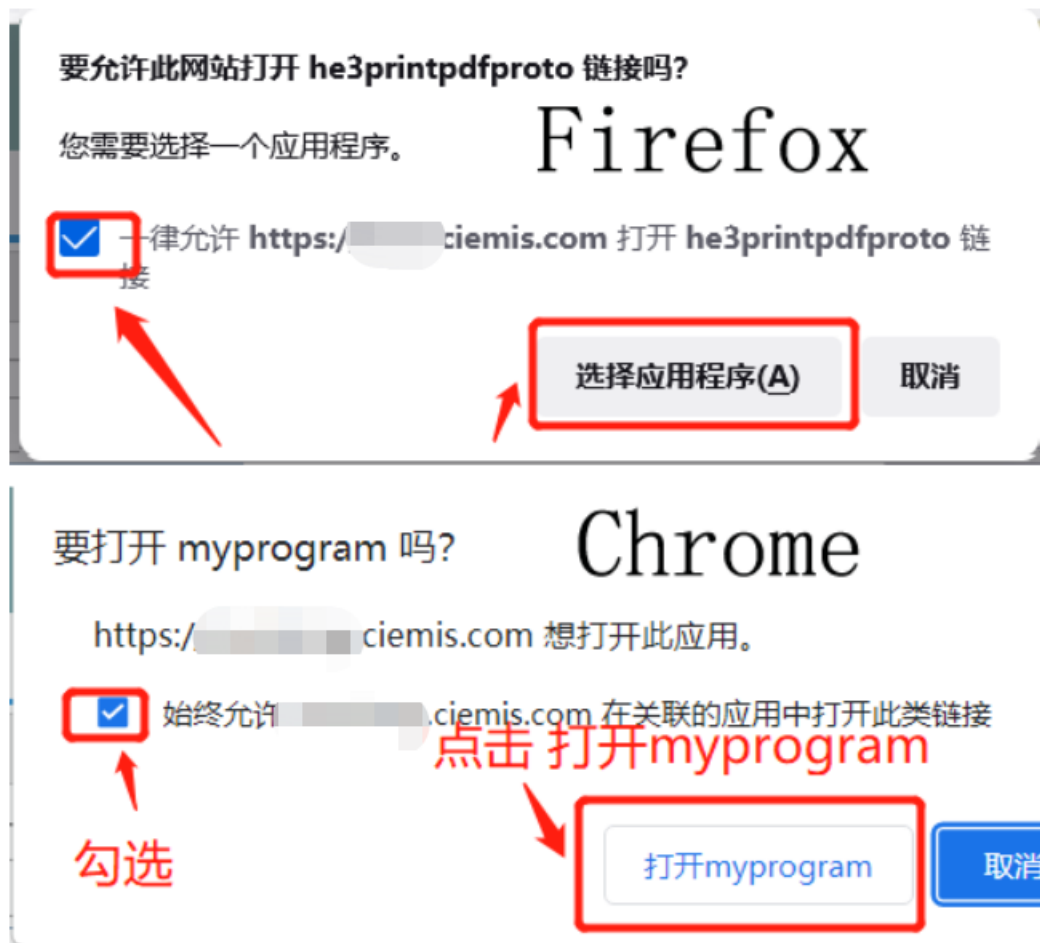 要允许此网站打开 he3printpdfproto 链接吗?
Firefox
您需要选择一个应用程序。
一律允许 https:/ciemis.com 打开 he3printpdfproto 链
接
选择应用程序(A)
取消
要打开 myprogram 吗?
Chrome
https:/ciemis.com 想打开此应用。
始终允许.ciemis.com 在关联的应用中打开此类链接
点击 打开myprogram
勾选
打开myprogram
取消